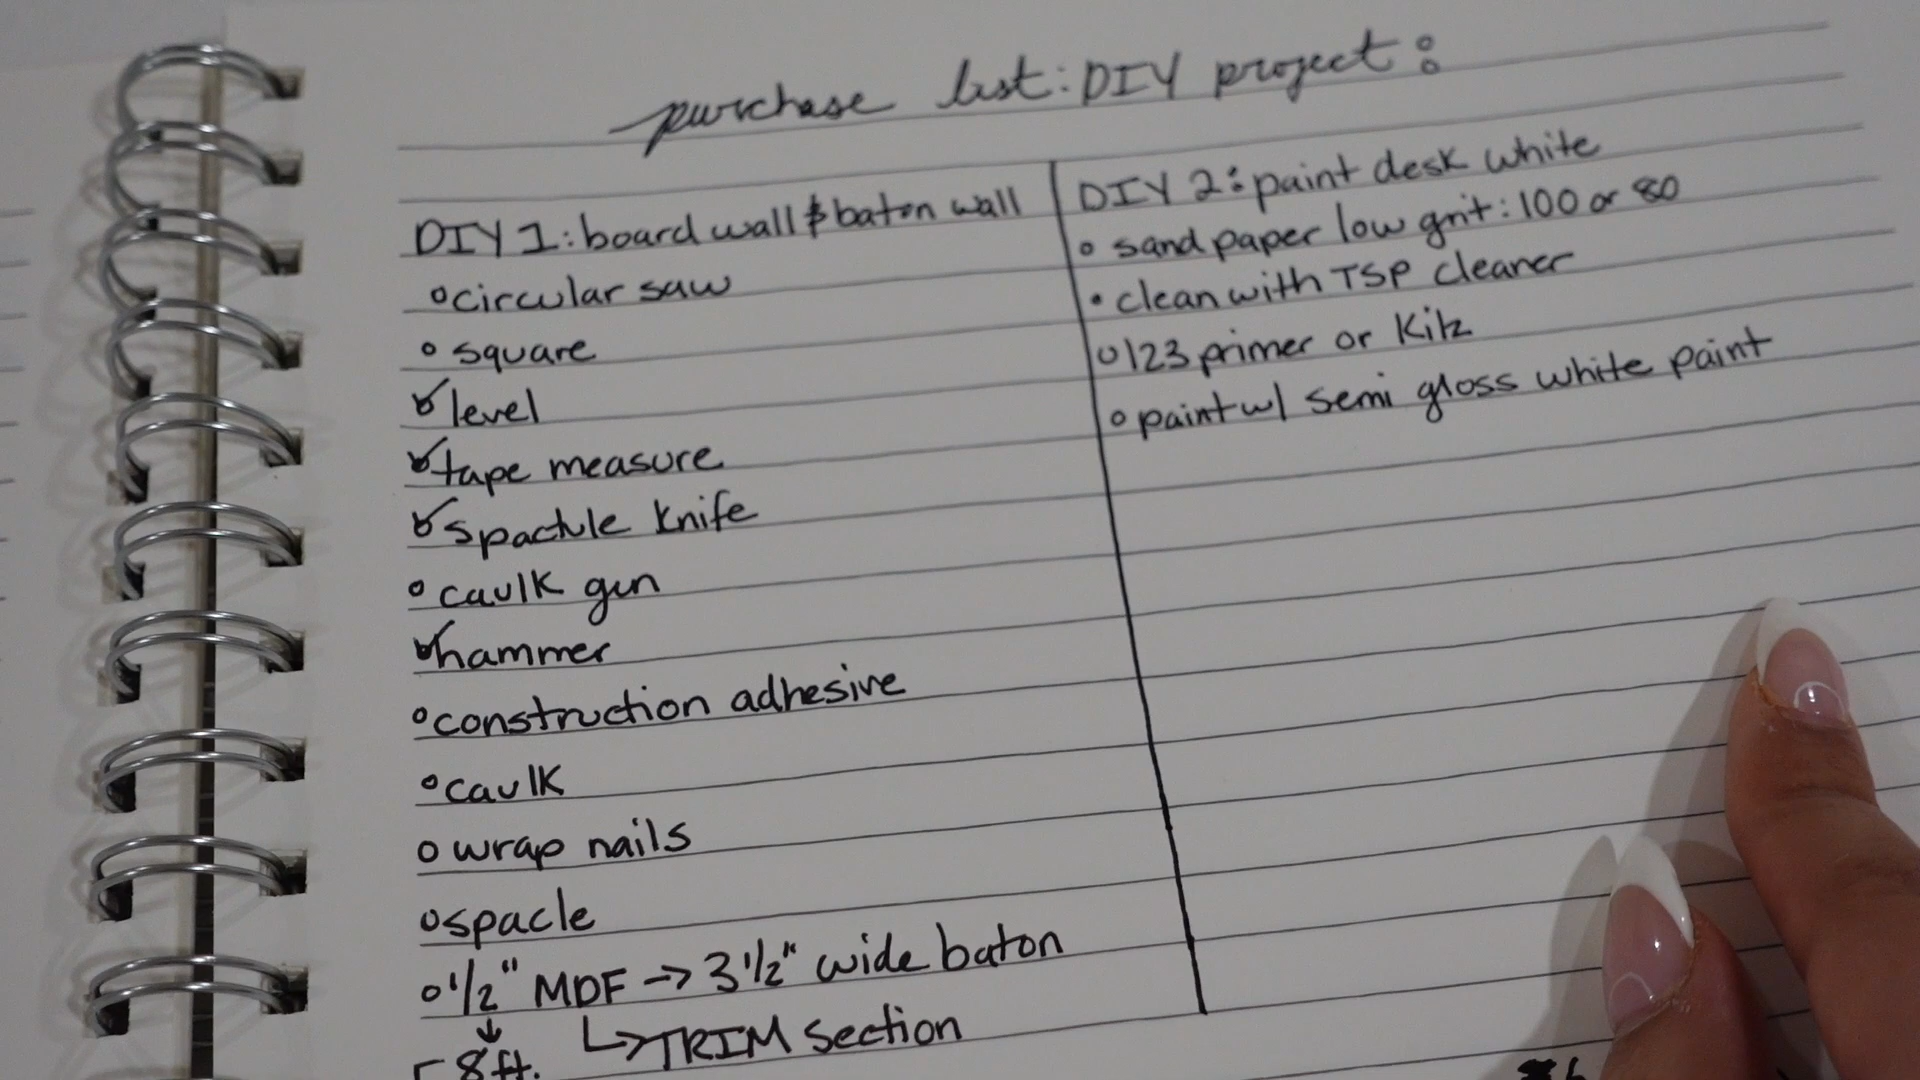 purchase list: DIY project:
DIY 1: board wall & baton wall
circular saw
square
level
tape measure
spactule knife
caulk gun
hammer
construction adhesive
caulk
wrap nails
spacle
1/2" MDF → 3 1/2" wide baton
↓ ↳ TRIM section
8ft.
DIY 2: paint desk white
sand paper low grit: 100 or 80
clean with TSP cleaner
123 primer or Kilz
paint w/ semi gloss white paint